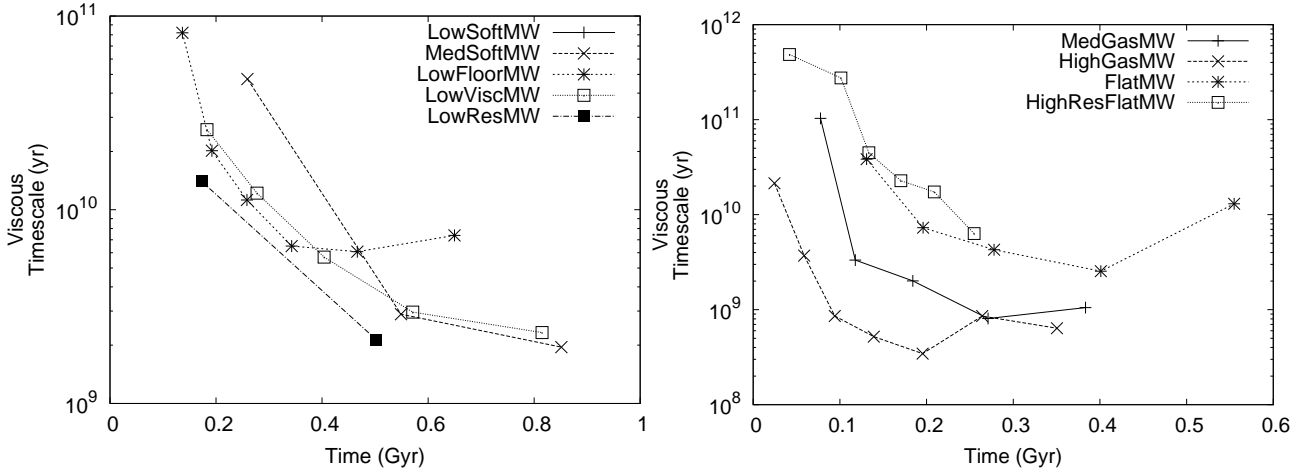 10^11
10^10
10^9
0
0.2
0.4
0.6
0.8
1
Viscous
Timescale (yr)
Time (Gyr)
LowSoftMW
MedSoftMW
LowFloorMW
LowViscMW
LowResMW
10^12
10^11
10^10
10^9
10^8
0
0.1
0.2
0.3
0.4
0.5
0.6
Viscous
Timescale (yr)
Time (Gyr)
MedGasMW
HighGasMW
FlatMW
HighResFlatMW